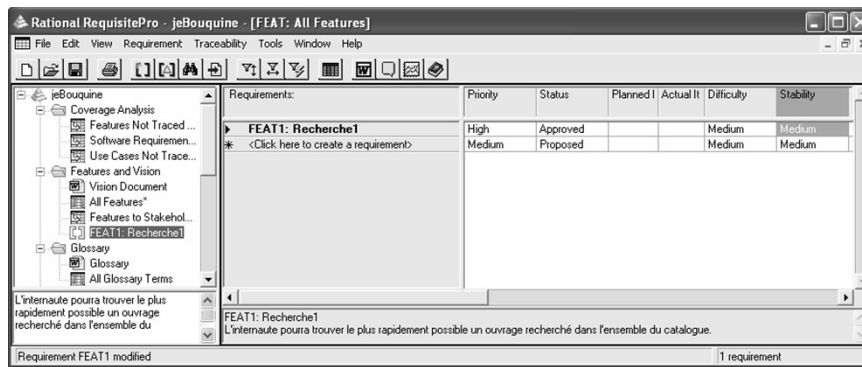 Rational RequisitePro - jeBouquine - [FEAT: All Features]
File Edit View Requirement Traceability Tools Window Help
jeBouquine
Coverage Analysis
Features Not Traced ...
Software Requiremen...
Use Cases Not Trace...
Features and Vision
Vision Document
All Features*
Features to Stakehol...
FEAT1: Recherche1
Glossary
Glossary
All Glossary Terms
L'internaute pourra trouver le plus
rapidement possible un ouvrage
recherché dans l'ensemble du
Requirements: Priority Status Planned I Actual It Difficulty Stability
FEAT1: Recherche1 High Approved Medium Medium
<Click here to create a requirement> Medium Proposed Medium Medium
FEAT1: Recherche1
L'internaute pourra trouver le plus rapidement possible un ouvrage recherché dans l'ensemble du catalogue.
Requirement FEAT1 modified 1 requirement